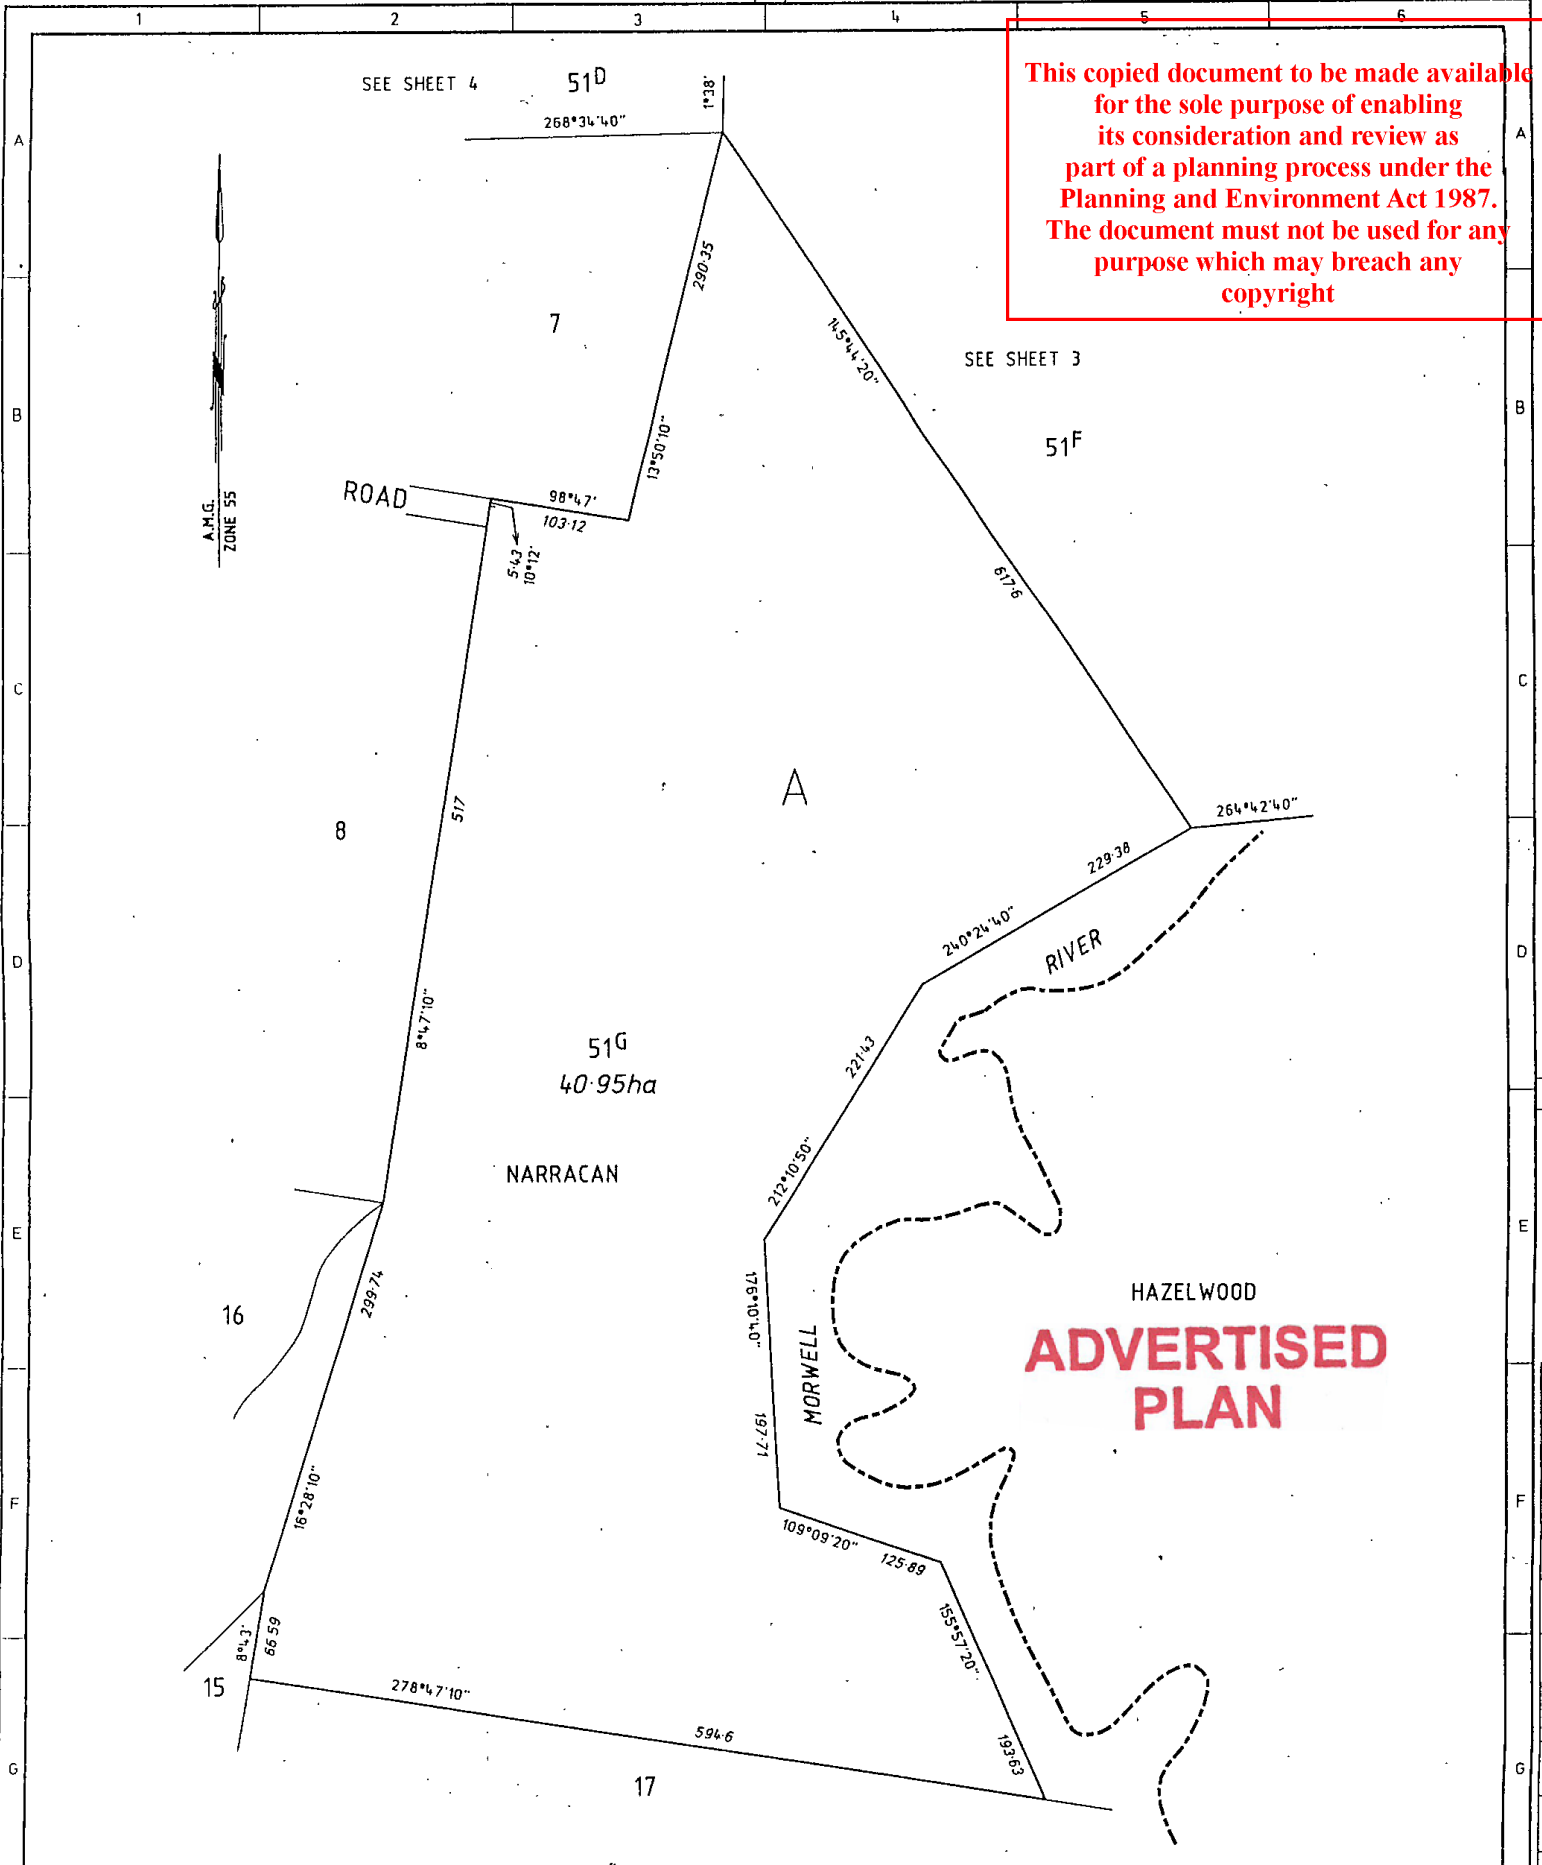 1 2 3 4 5 6
This copied document to be made available
for the sole purpose of enabling
its consideration and review as
part of a planning process under the
Planning and Environment Act 1987.
The document must not be used for any
purpose which may breach any
copyright
SEE SHEET 4
51D
268°34'40"
1°38'
A
A
290·35
7
145°44'20"
SEE SHEET 3
B
B
51F
13°50'10"
ROAD
98°47'
103·12
A.M.G.
ZONE 55
5·43
10°12'
617·6
C
C
A
517
8
264°42'40"
229·38
240°24'40"
RIVER
D
D
8°47'10"
51G
40·95ha
221·43
212°10'50"
NARRACAN
E
E
299·74
16
176°10'40"
HAZELWOOD
MORWELL
ADVERTISED
PLAN
197·71
F
F
16°28'10"
109°09'20"
125·89
155°57'20"
8°43'
66 59
15
278°47'10"
594·6
193·63
G
G
17